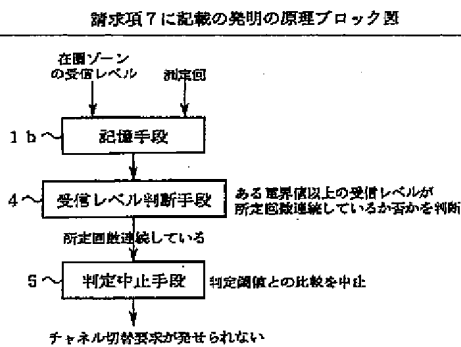 請求項7に記載の発明の原理ブロック図
在圏ゾーン
の受信レベル
測定回
1b
記憶手段
4
受信レベル判断手段
ある電界値以上の受信レベルが
所定回数連続しているか否かを判断
所定回数連続している
5
判定中止手段
判定閾値との比較を中止
チャネル切替要求が発せられない